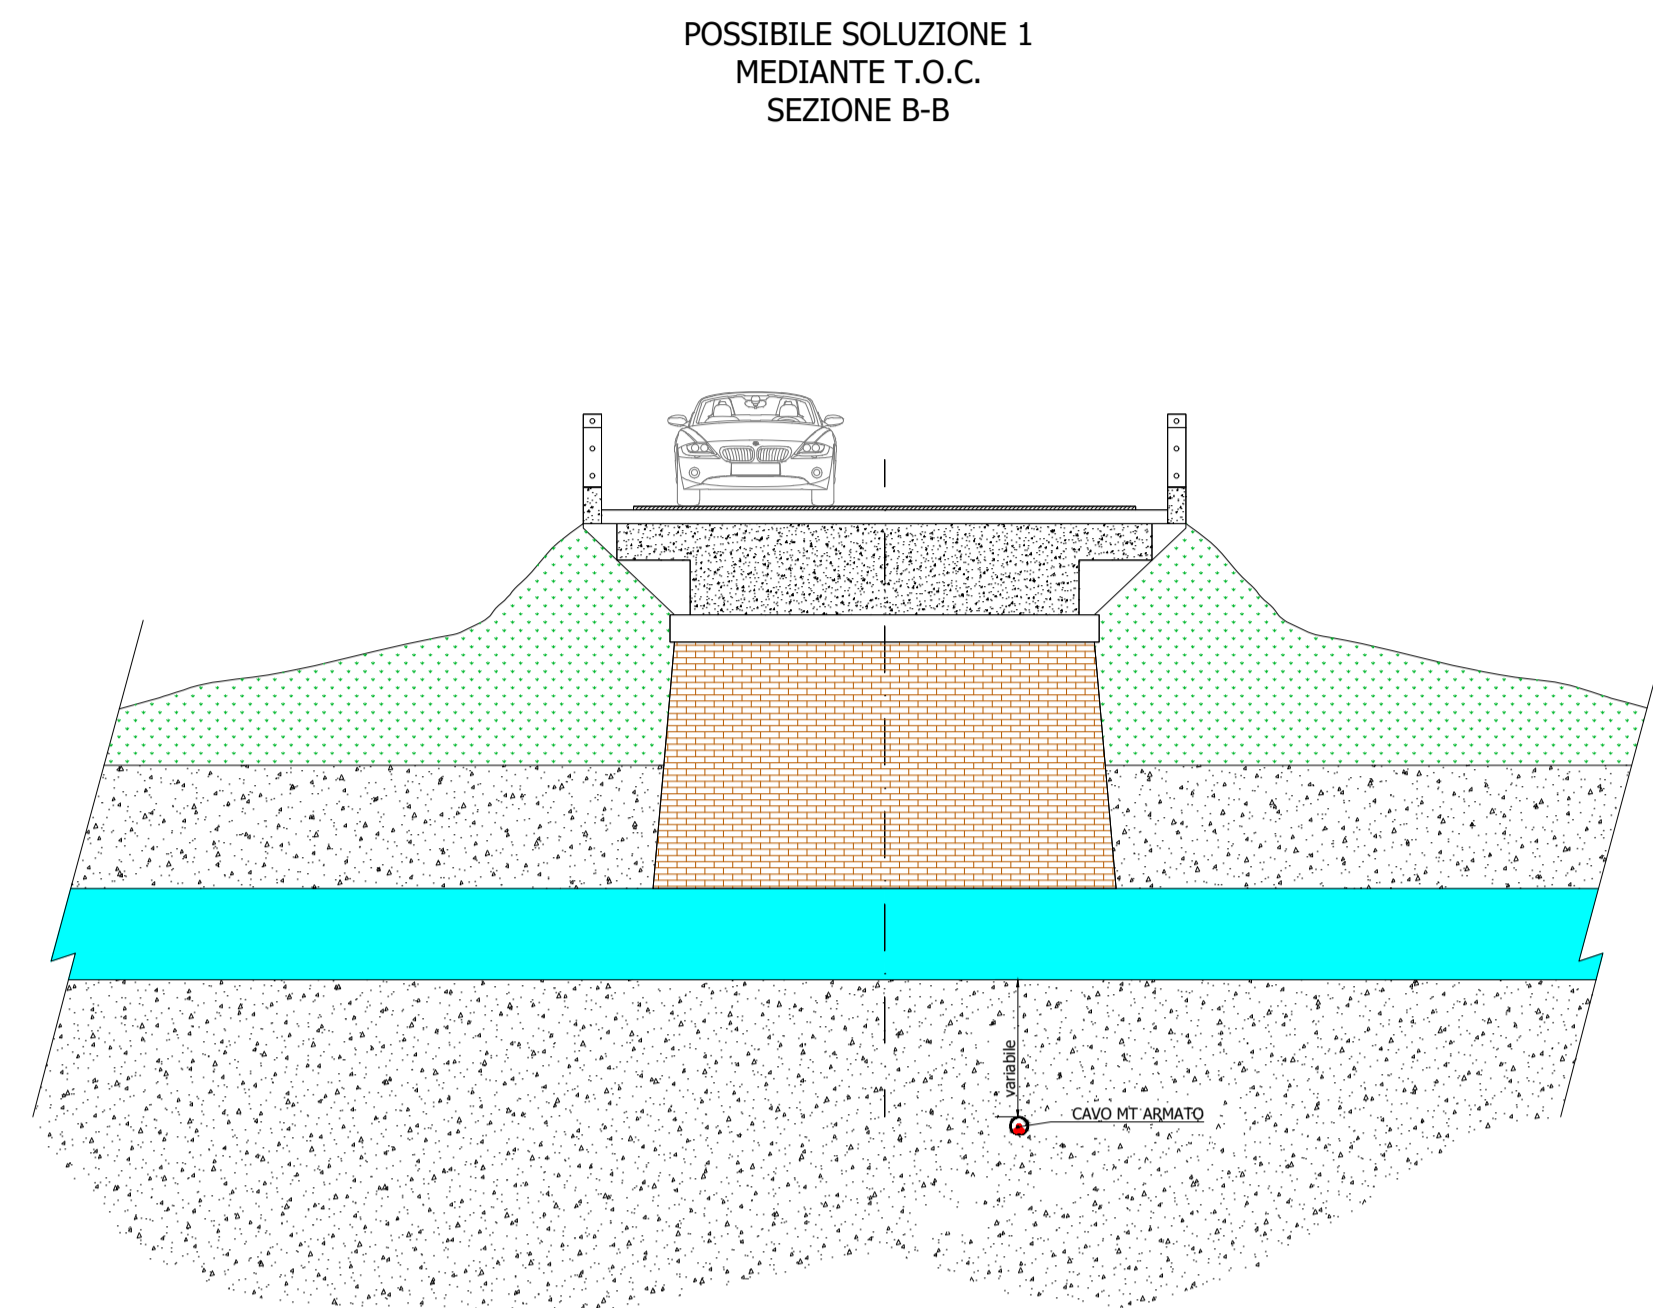 POSSIBILE SOLUZIONE 1
MEDIANTE T.O.C.
SEZIONE B-B
variabile
CAVO MT ARMATO